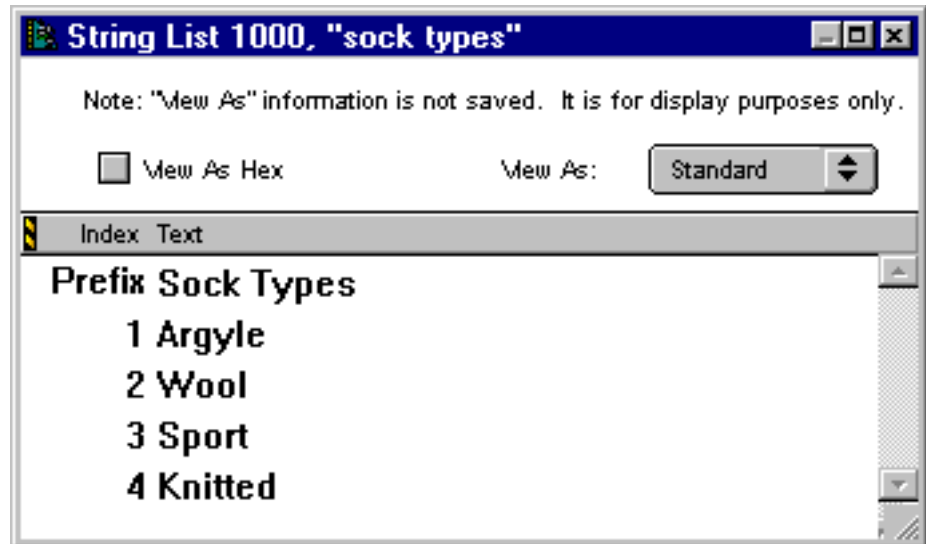 String List 1000, "sock types"
Note: "View As" information is not saved. It is for display purposes only.
View As Hex View As: Standard
Index Text
Prefix Sock Types
1 Argyle
2 Wool
3 Sport
4 Knitted